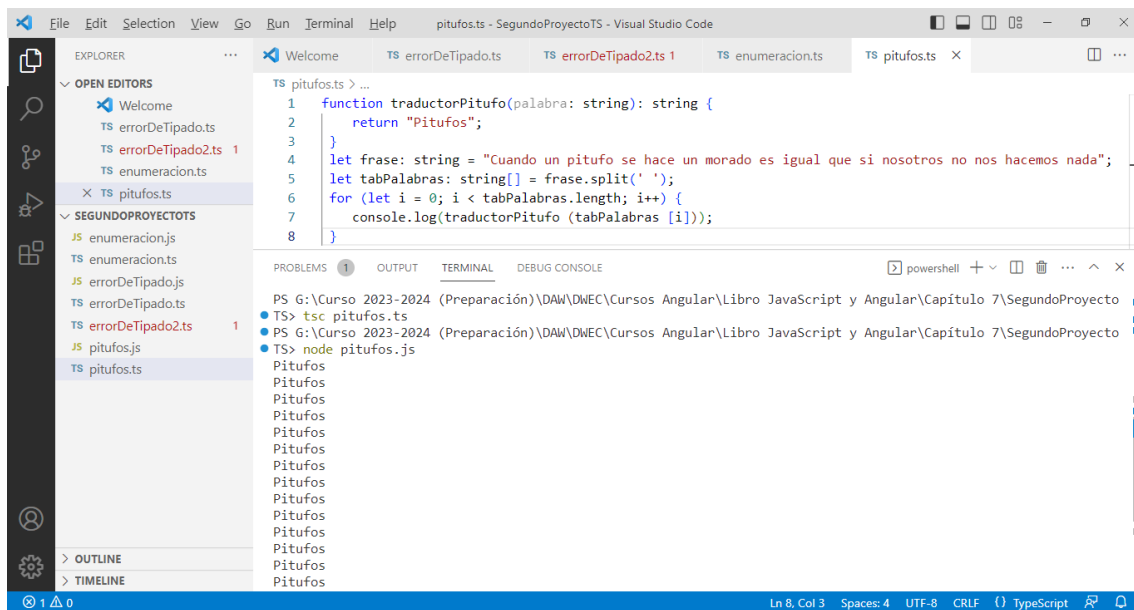 File Edit Selection View Go Run Terminal Help pitufos.ts - SegundoProyectoTS - Visual Studio Code
EXPLORER ...
Welcome TS errorDeTipado.ts TS errorDeTipado2.ts 1 TS enumeracion.ts TS pitufos.ts
OPEN EDITORS
Welcome
TS errorDeTipado.ts
TS errorDeTipado2.ts 1
TS enumeracion.ts
TS pitufos.ts
SEGUNDOPROYECTOTS
JS enumeracion.js
TS enumeracion.ts
JS errorDeTipado.js
TS errorDeTipado.ts
TS errorDeTipado2.ts 1
JS pitufos.js
TS pitufos.ts
OUTLINE
TIMELINE
TS pitufos.ts > ...
1 function traductorPitufo(palabra: string): string {
2 return "Pitufos";
3 }
4 let frase: string = "Cuando un pitufo se hace un morado es igual que si nosotros no nos hacemos nada";
5 let tabPalabras: string[] = frase.split(' ');
6 for (let i = 0; i < tabPalabras.length; i++) {
7 console.log(traductorPitufo (tabPalabras [i]));
8 }
PROBLEMS 1 OUTPUT TERMINAL DEBUG CONSOLE powershell
PS G:\Curso 2023-2024 (Preparación)\DAW\DWEC\Cursos Angular\Libro JavaScript y Angular\Capítulo 7\SegundoProyecto
TS> tsc pitufos.ts
PS G:\Curso 2023-2024 (Preparación)\DAW\DWEC\Cursos Angular\Libro JavaScript y Angular\Capítulo 7\SegundoProyecto
TS> node pitufos.js
Pitufos
Pitufos
Pitufos
Pitufos
Pitufos
Pitufos
Pitufos
Pitufos
Pitufos
Pitufos
Pitufos
Pitufos
Pitufos
Pitufos
1 0 Ln 8, Col 3 Spaces: 4 UTF-8 CRLF {} TypeScript